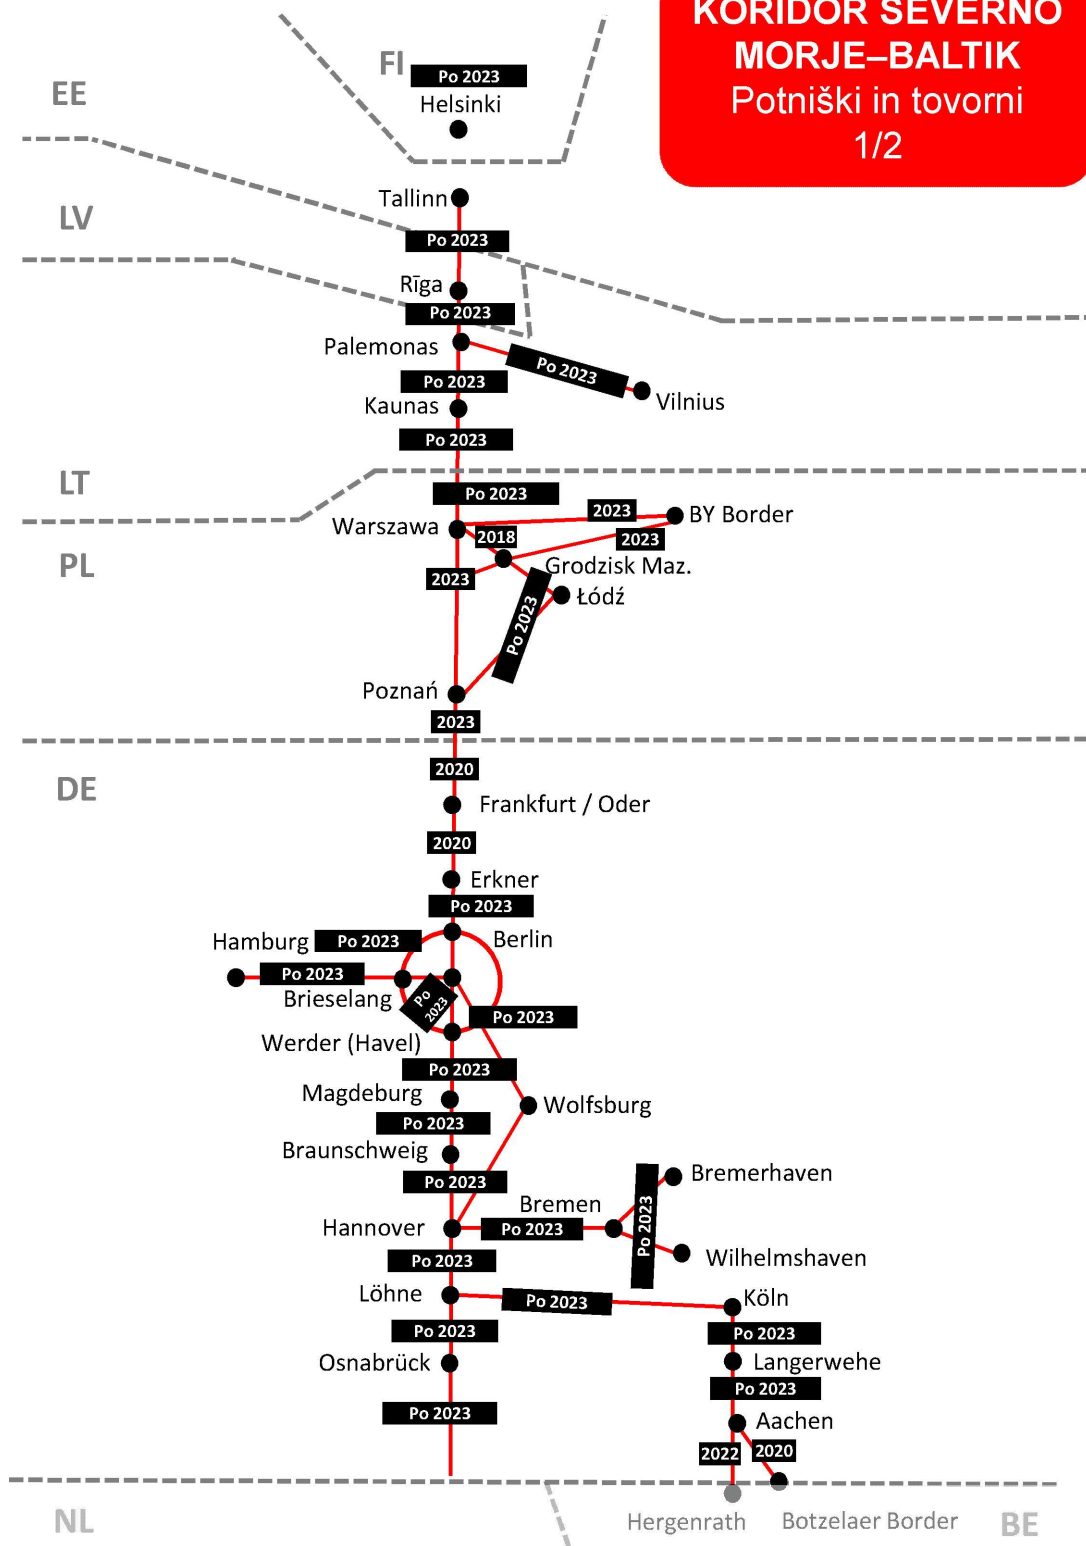 KORIDOR SEVERNO
MORJE–BALTIK
Potniški in tovorni
1/2
FI
Po 2023
Helsinki
EE
Tallinn
LV
Po 2023
Rīga
Po 2023
Palemonas
Po 2023
Vilnius
Po 2023
Kaunas
Po 2023
LT
Po 2023
2023
BY Border
Warszawa
2018
2023
PL
Grodzisk Maz.
2023
Łódź
Po 2023
Poznań
2023
2020
DE
Frankfurt / Oder
2020
Erkner
Po 2023
Hamburg
Po 2023
Berlin
Po 2023
Brieselang
Po
2023
Po 2023
Werder (Havel)
Po 2023
Magdeburg
Wolfsburg
Po 2023
Braunschweig
Po 2023
Bremerhaven
Bremen
Po 2023
Hannover
Po 2023
Wilhelmshaven
Po 2023
Löhne
Po 2023
Köln
Po 2023
Po 2023
Osnabrück
Langerwehe
Po 2023
Po 2023
Aachen
2022
2020
NL
Hergenrath
Botzelaer Border
BE